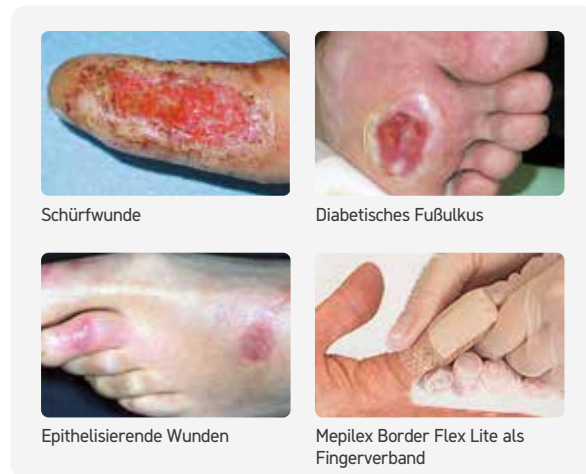 Schürfwunde
Diabetisches Fußulkus
Epithelisierende Wunden
Mepilex Border Flex Lite als
Fingerverband